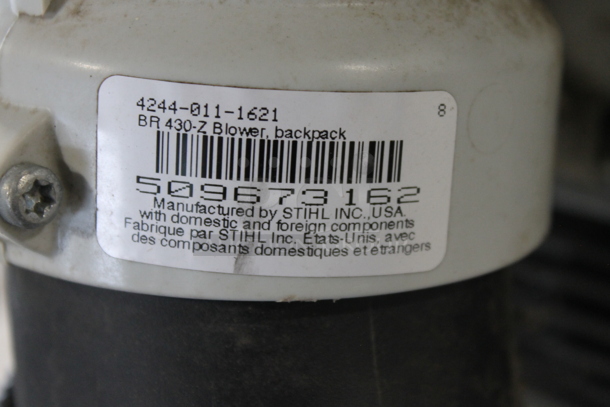 4244-011-1621 8
BR 430-Z Blower, backpack
509673162
Manufactured by STIHL INC., USA.
with domestic and foreign components
Fabrique par STIHL Inc. Etats-Unis, avec
des composants domestiques et etrangers